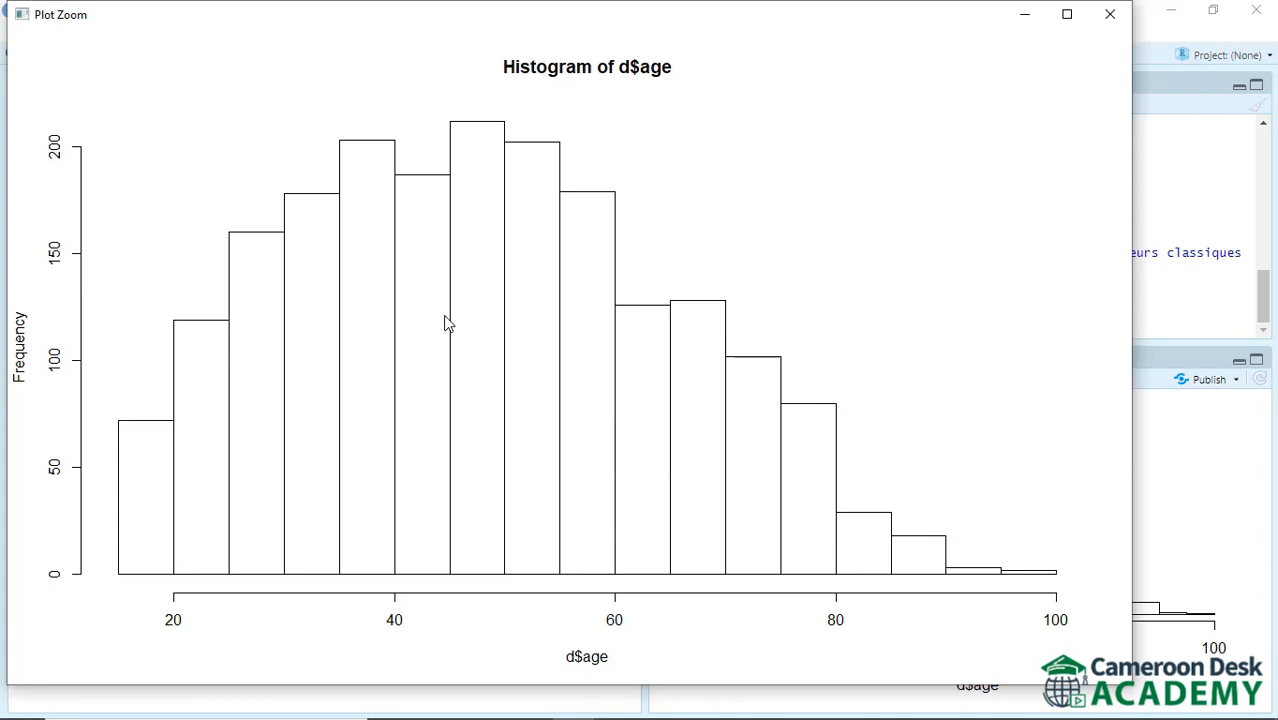 Plot Zoom
Project: (None)
Histogram of d$age
eurs classiques
Frequency
200
150
100
50
0
20 40 60 80 100
d$age
Publish
100
d$age
Cameroon Desk
ACADEMY